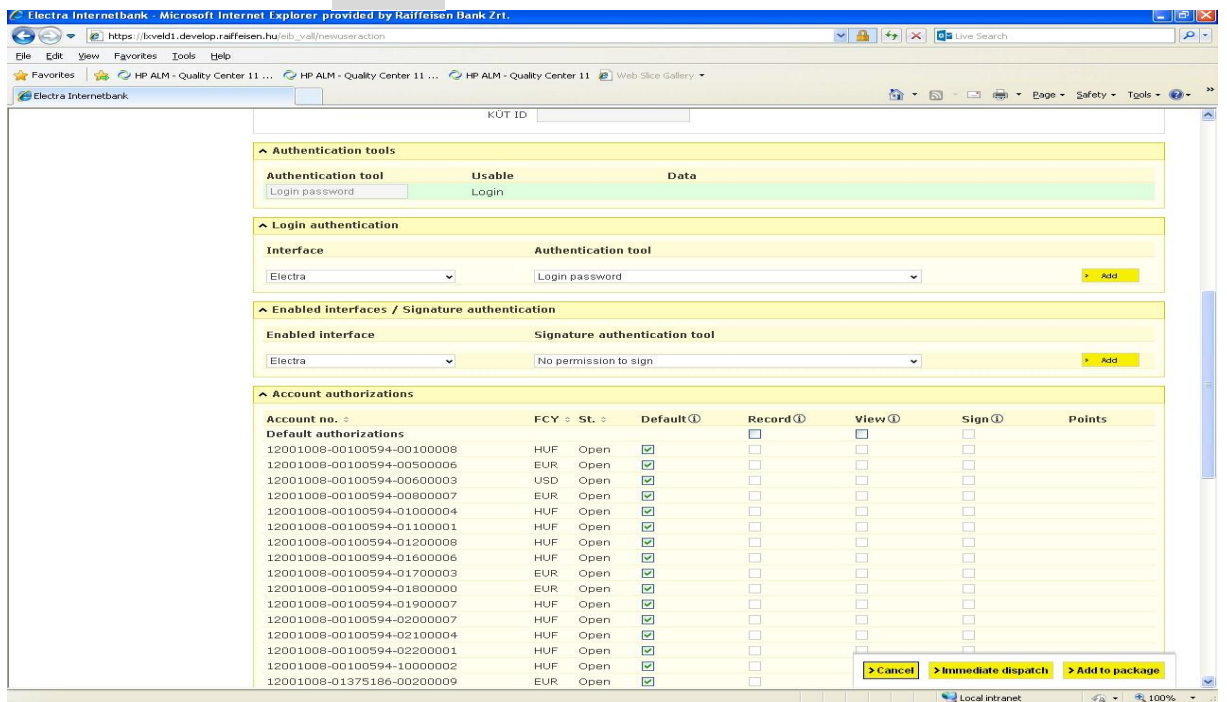 Electra Internetbank - Microsoft Internet Explorer provided by Raiffeisen Bank Zrt.
https://lxveld1.develop.raiffeisen.hu/eib_vall/newuseraction
Live Search
File Edit View Favorites Tools Help
Favorites HP ALM - Quality Center 11 ... HP ALM - Quality Center 11 ... HP ALM - Quality Center 11 Web Slice Gallery
Electra Internetbank Page Safety Tools
KÜT ID
Authentication tools
Authentication tool Usable Data
Login password Login
Login authentication
Interface Authentication tool
Electra Login password Add
Enabled interfaces / Signature authentication
Enabled interface Signature authentication tool
Electra No permission to sign Add
Account authorizations
Account no. FCY St. Default Record View Sign Points
Default authorizations
12001008-00100594-00100008 HUF Open
12001008-00100594-00500006 EUR Open
12001008-00100594-00600003 USD Open
12001008-00100594-00800007 EUR Open
12001008-00100594-01000004 HUF Open
12001008-00100594-01100001 HUF Open
12001008-00100594-01200008 HUF Open
12001008-00100594-01600006 HUF Open
12001008-00100594-01700003 EUR Open
12001008-00100594-01800000 EUR Open
12001008-00100594-01900007 HUF Open
12001008-00100594-02000007 HUF Open
12001008-00100594-02100004 HUF Open
12001008-00100594-02200001 HUF Open
12001008-00100594-10000002 HUF Open
12001008-01375186-00200009 EUR Open
Cancel Immediate dispatch Add to package
Local intranet 100%